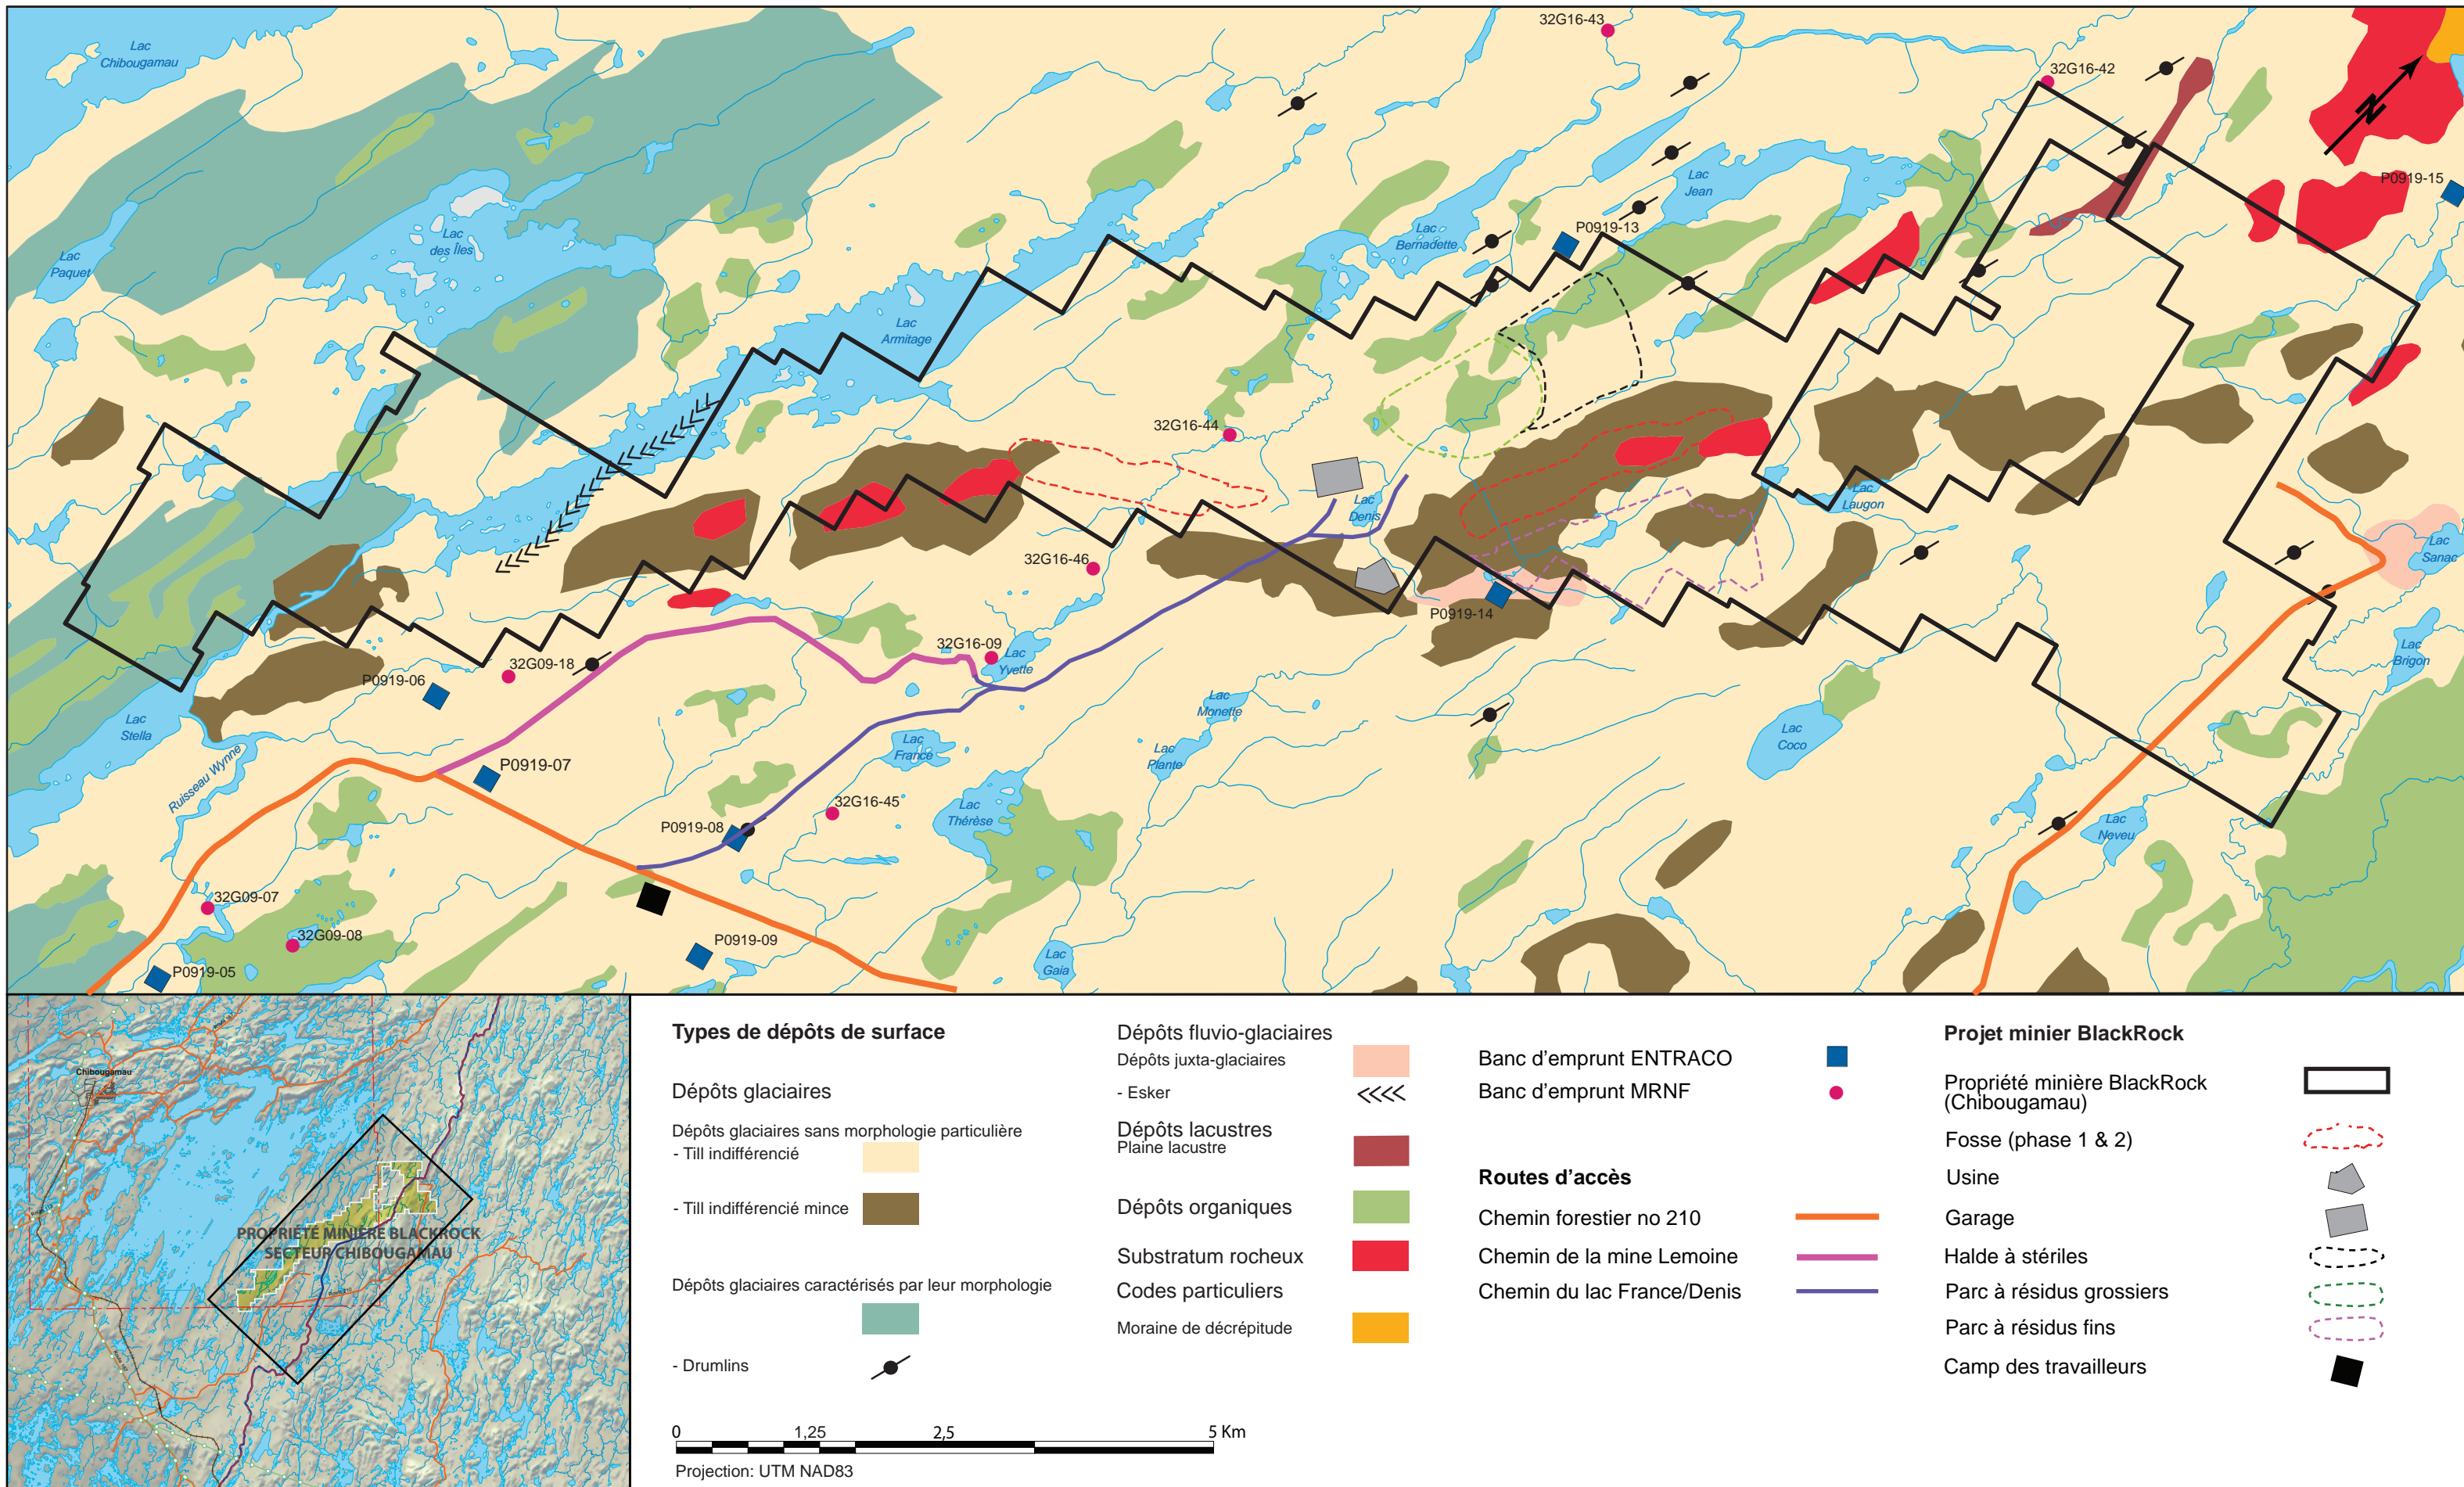 Lac
Chibougamau
32G16-43
32G16-42
N
P0919-15
Lac
Jean
P0919-13
Lac
Bernadette
Lac
des Îles
Lac
Paquet
Lac
Armitage
32G16-44
Lac
Denis
Lac
Laugon
Lac
Sanac
32G16-46
P0919-14
32G16-09
Lac
Yvette
32G09-18
P0919-06
Lac
Brigon
Lac
Stella
Lac
Monette
Lac
Coco
Lac
France
Lac
Plante
Ruisseau Wynne
P0919-07
32G16-45
Lac
Thérèse
P0919-08
Lac
Neveu
32G09-07
32G09-08
P0919-09
P0919-05
Lac
Gaia
Chibougamau
PROPRIÉTÉ MINIÈRE BLACKROCK
SECTEUR CHIBOUGAMAU
Types de dépôts de surface
Dépôts glaciaires
Dépôts glaciaires sans morphologie particulière
- Till indifférencié
- Till indifférencié mince
Dépôts glaciaires caractérisés par leur morphologie
- Drumlins
0 1,25 2,5 5 Km
Projection: UTM NAD83
Dépôts fluvio-glaciaires
Dépôts juxta-glaciaires
- Esker
Dépôts lacustres
Plaine lacustre
Dépôts organiques
Substratum rocheux
Codes particuliers
Moraine de décrépitude
Banc d'emprunt ENTRACO
Banc d'emprunt MRNF
Routes d'accès
Chemin forestier no 210
Chemin de la mine Lemoine
Chemin du lac France/Denis
Projet minier BlackRock
Propriété minière BlackRock
(Chibougamau)
Fosse (phase 1 & 2)
Usine
Garage
Halde à stériles
Parc à résidus grossiers
Parc à résidus fins
Camp des travailleurs